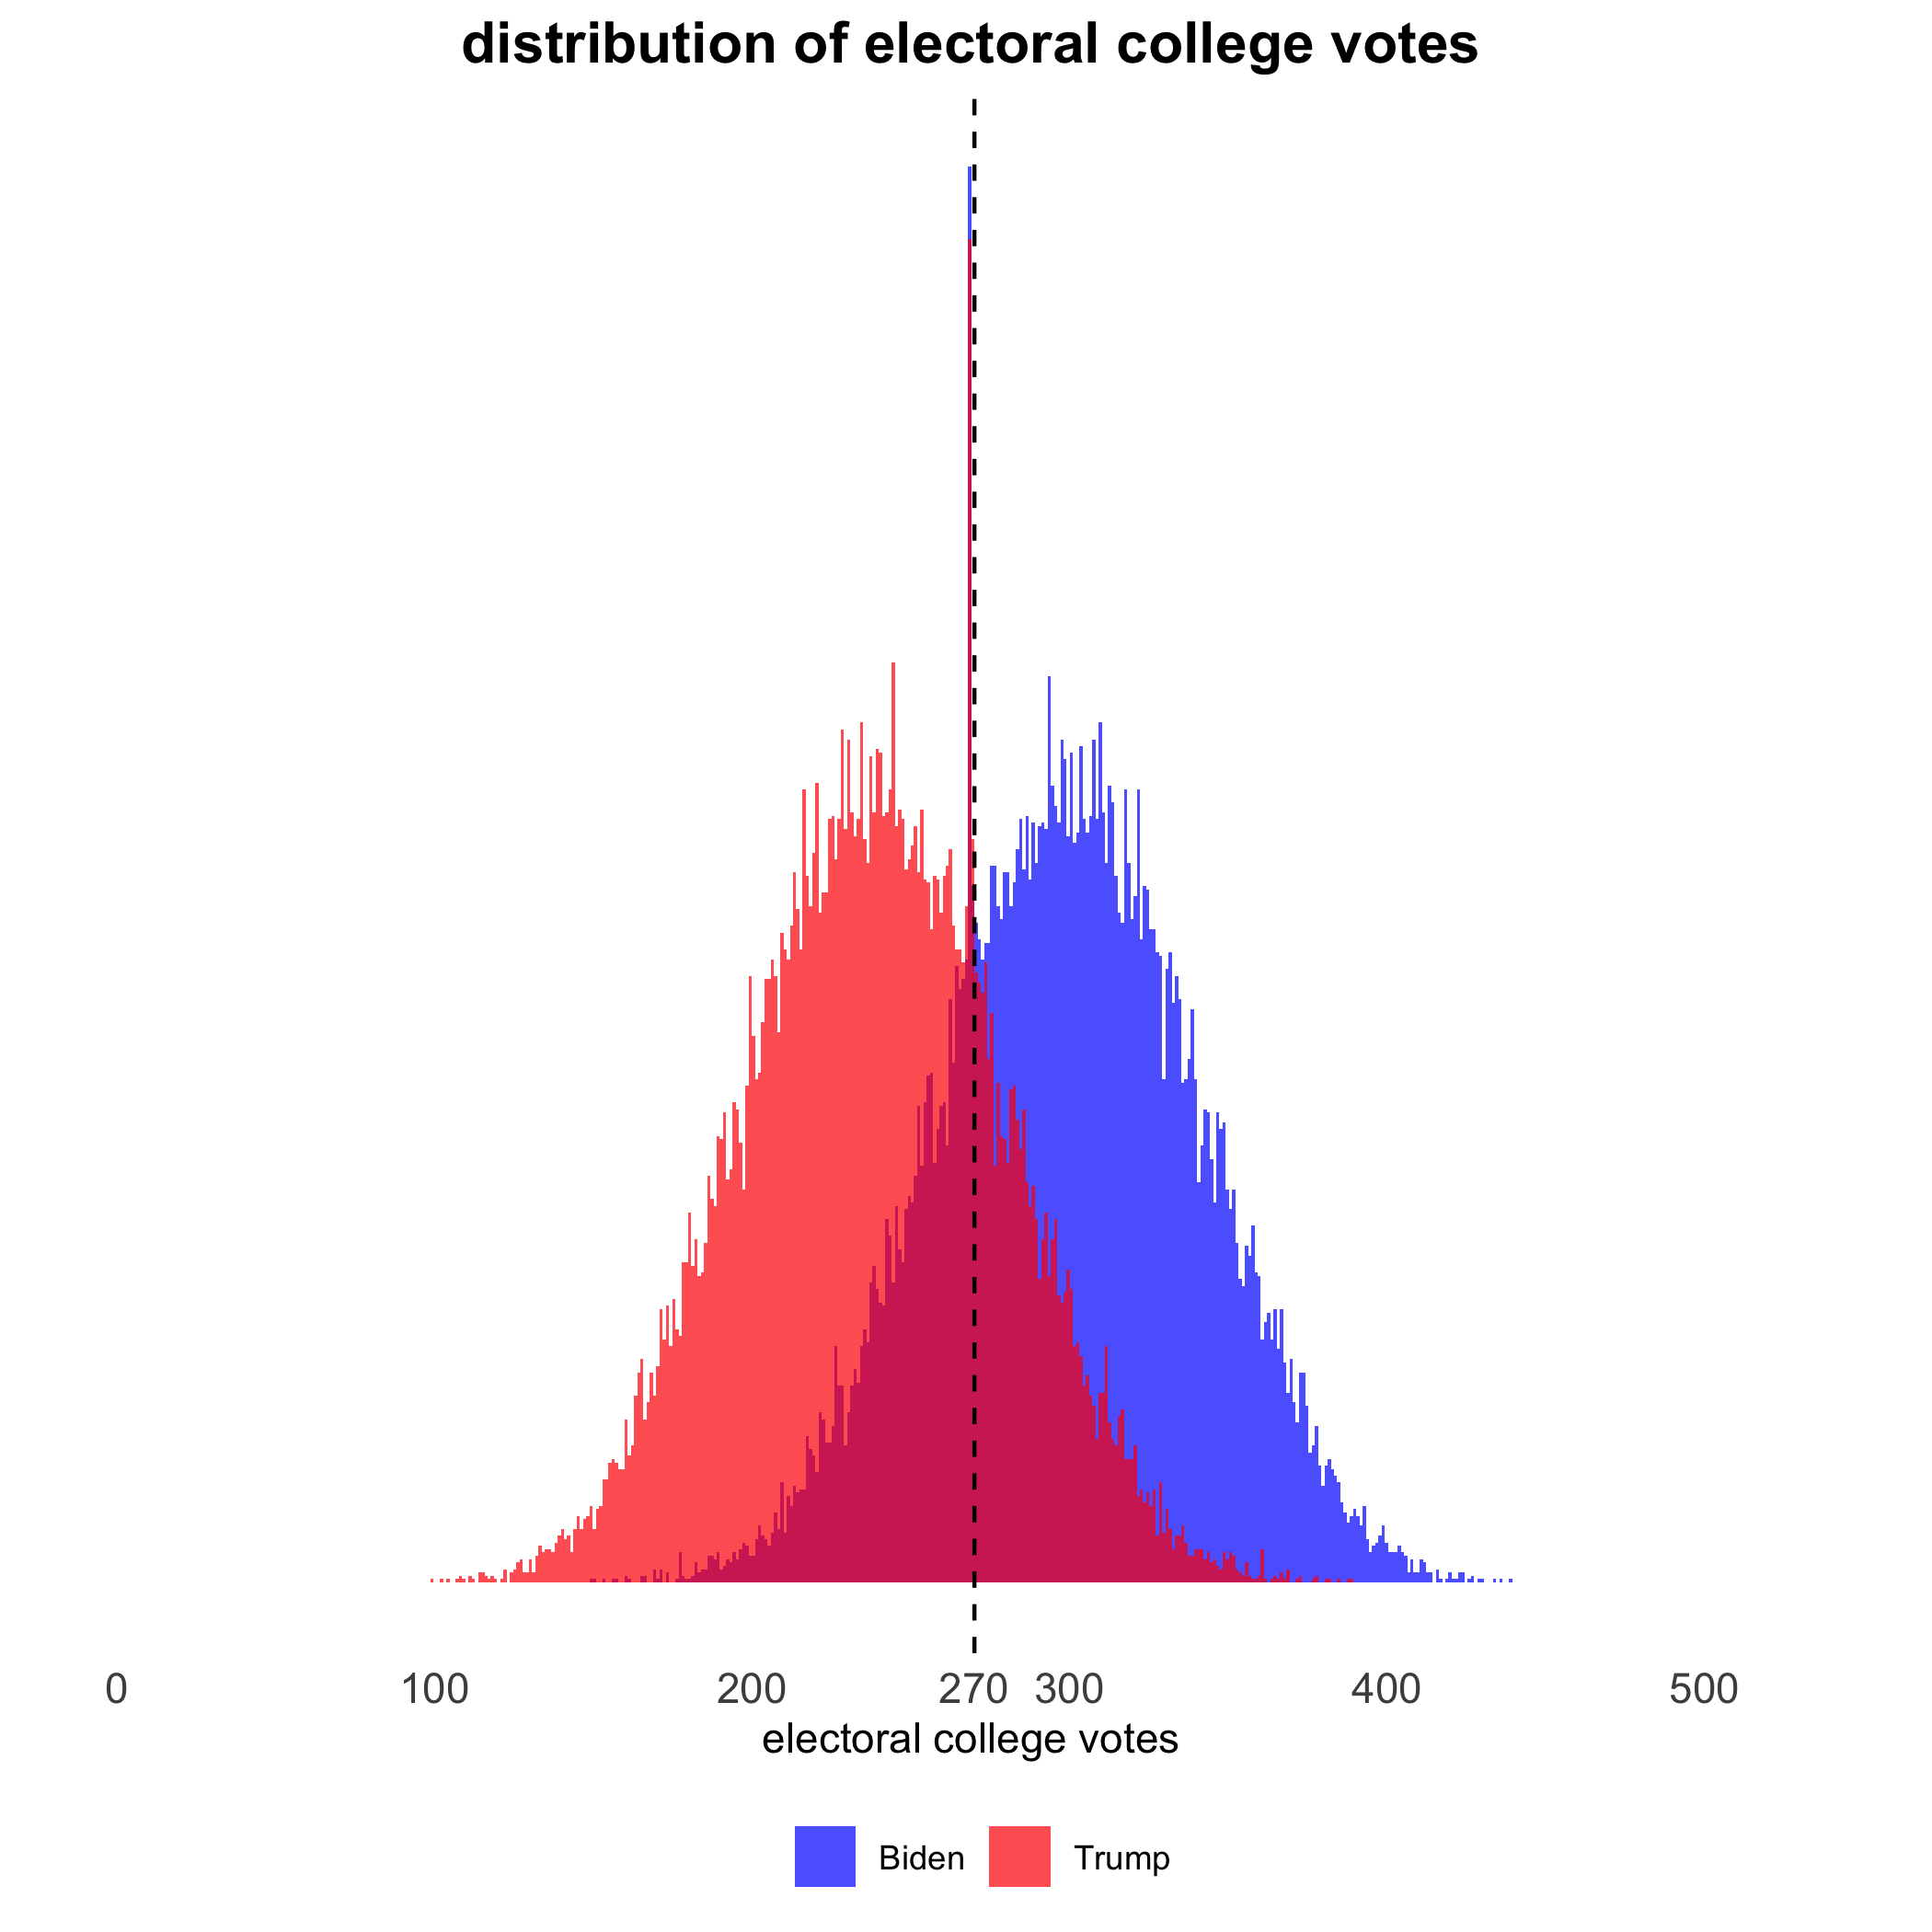 distribution of electoral college votes
0 100 200 270 300 400 500
electoral college votes
Biden Trump